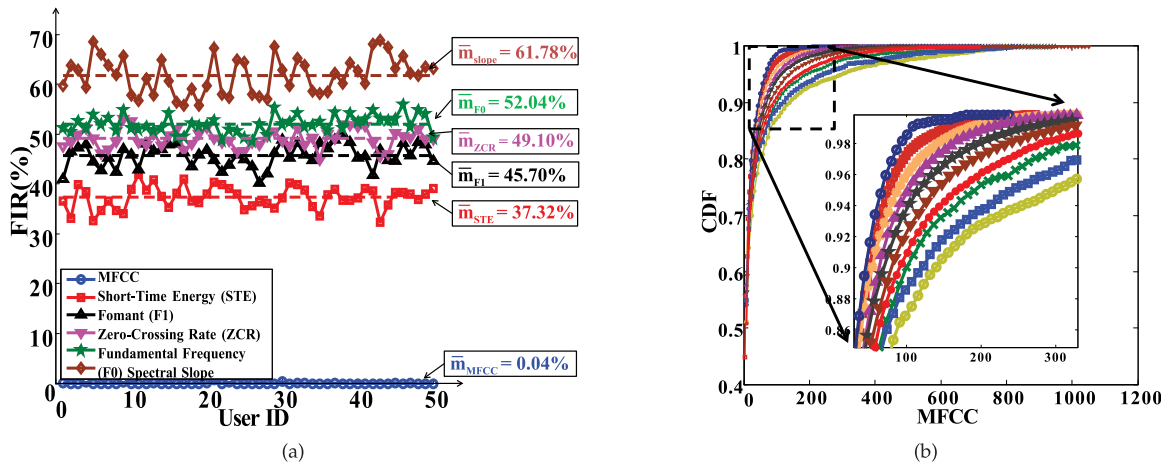 FIR(%)
70
60
50
40
30
20
10
0
m̅slope = 61.78%
m̅F0 = 52.04%
m̅ZCR = 49.10%
m̅F1 = 45.70%
m̅STE = 37.32%
m̅MFCC = 0.04%
MFCC
Short-Time Energy (STE)
Fomant (F1)
Zero-Crossing Rate (ZCR)
Fundamental Frequency
(F0) Spectral Slope
0 10 20 30 40 50
User ID
(a)
CDF
1
0.9
0.8
0.7
0.6
0.5
0.4
0.98
0.96
0.94
0.92
0.9
0.88
0.86
100 200 300
0 200 400 600 800 1000 1200
MFCC
(b)